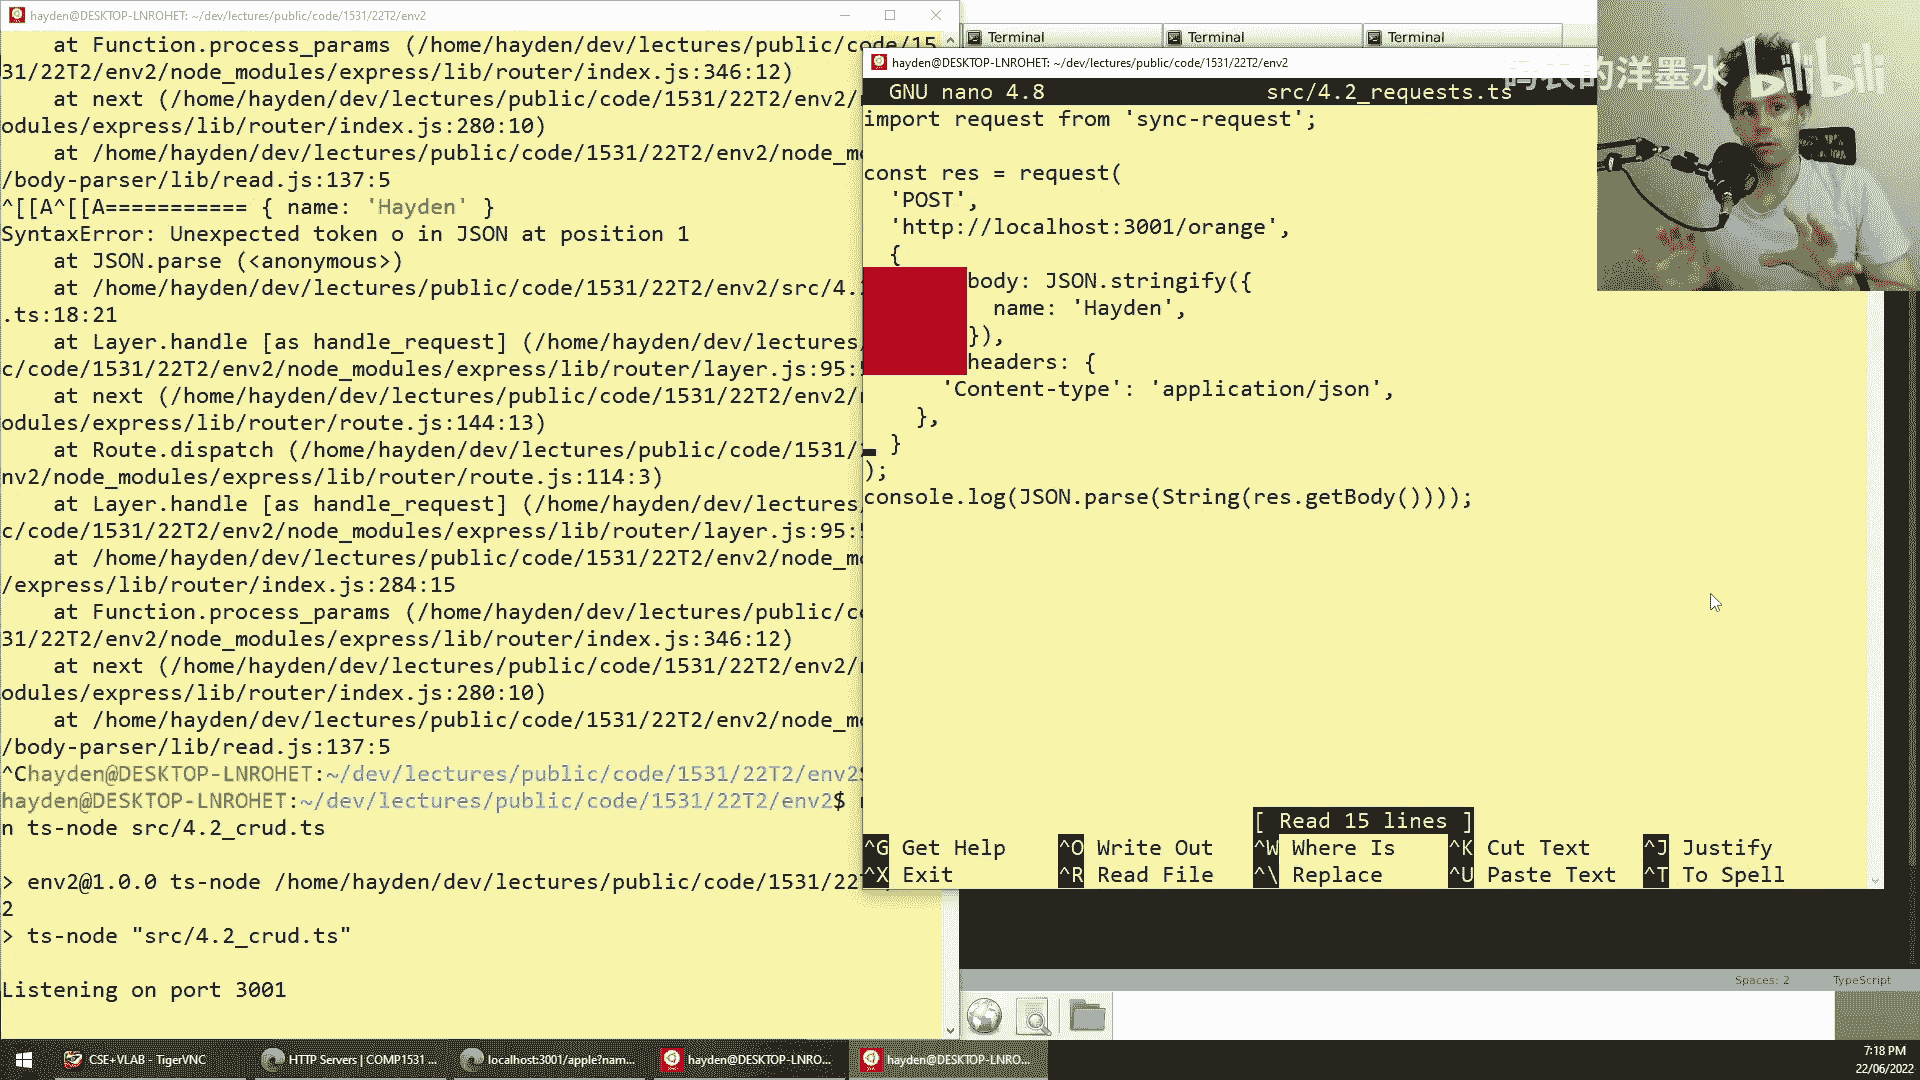 hayden@DESKTOP-LNROHET: ~/dev/lectures/public/code/1531/22T2/env2
    at Function.process_params (/home/hayden/dev/lectures/public/code/15
31/22T2/env2/node_modules/express/lib/router/index.js:346:12)
    at next (/home/hayden/dev/lectures/public/code/1531/22T2/env2/
odules/express/lib/router/index.js:280:10)
    at /home/hayden/dev/lectures/public/code/1531/22T2/env2/node_m
/body-parser/lib/read.js:137:5
^[[A^[[A=========== { name: 'Hayden' }
SyntaxError: Unexpected token o in JSON at position 1
    at JSON.parse (<anonymous>)
    at /home/hayden/dev/lectures/public/code/1531/22T2/env2/src/4.
.ts:18:21
    at Layer.handle [as handle_request] (/home/hayden/dev/lectures
c/code/1531/22T2/env2/node_modules/express/lib/router/layer.js:95:
    at next (/home/hayden/dev/lectures/public/code/1531/22T2/env2/
odules/express/lib/router/route.js:144:13)
    at Route.dispatch (/home/hayden/dev/lectures/public/code/1531/
nv2/node_modules/express/lib/router/route.js:114:3)
    at Layer.handle [as handle_request] (/home/hayden/dev/lectures
c/code/1531/22T2/env2/node_modules/express/lib/router/layer.js:95:
    at /home/hayden/dev/lectures/public/code/1531/22T2/env2/node_m
/express/lib/router/index.js:284:15
    at Function.process_params (/home/hayden/dev/lectures/public/c
31/22T2/env2/node_modules/express/lib/router/index.js:346:12)
    at next (/home/hayden/dev/lectures/public/code/1531/22T2/env2/
odules/express/lib/router/index.js:280:10)
    at /home/hayden/dev/lectures/public/code/1531/22T2/env2/node_m
/body-parser/lib/read.js:137:5
^Chayden@DESKTOP-LNROHET:~/dev/lectures/public/code/1531/22T2/env2$
hayden@DESKTOP-LNROHET:~/dev/lectures/public/code/1531/22T2/env2$
n ts-node src/4.2_crud.ts
> env2@1.0.0 ts-node /home/hayden/dev/lectures/public/code/1531/22
2
> ts-node "src/4.2_crud.ts"
Listening on port 3001
Terminal
Terminal
Terminal
hayden@DESKTOP-LNROHET: ~/dev/lectures/public/code/1531/22T2/env2
GNU nano 4.8 src/4.2_requests.ts
import request from 'sync-request';
const res = request(
  'POST',
  'http://localhost:3001/orange',
  {
body: JSON.stringify({
  name: 'Hayden',
}),
headers: {
      'Content-type': 'application/json',
    },
  }
);
console.log(JSON.parse(String(res.getBody())));
[ Read 15 lines ]
^G Get Help ^O Write Out ^W Where Is ^K Cut Text ^J Justify
^X Exit ^R Read File ^\ Replace ^U Paste Text ^T To Spell
的洋墨水 bilibili
Spaces: 2 TypeScript
CSE+VLAB - TigerVNC
HTTP Servers | COMP1531 ...
localhost:3001/apple?nam...
hayden@DESKTOP-LNRO...
hayden@DESKTOP-LNRO...
7:18 PM
22/06/2022